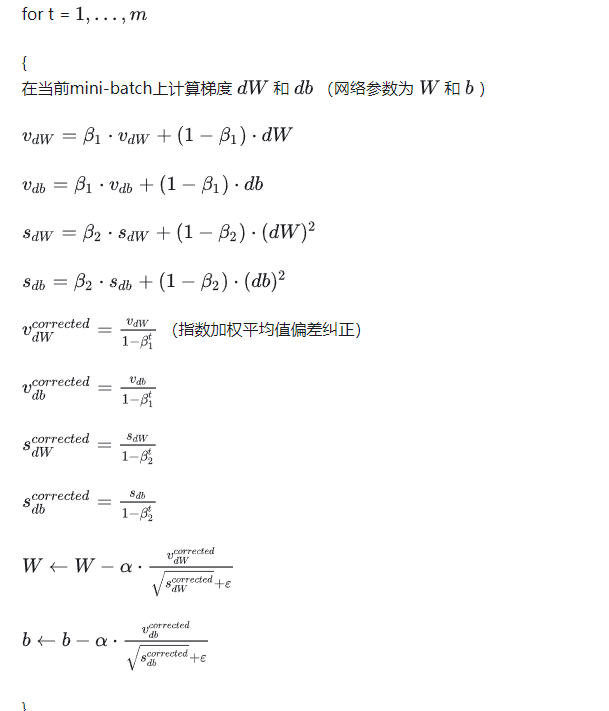 for t = $1, \ldots, m$
{
在当前mini-batch上计算梯度 $dW$ 和 $db$ （网络参数为 $W$ 和 $b$ ）
$v_{dW} = \beta_1 \cdot v_{dW} + (1 - \beta_1) \cdot dW$
$v_{db} = \beta_1 \cdot v_{db} + (1 - \beta_1) \cdot db$
$s_{dW} = \beta_2 \cdot s_{dW} + (1 - \beta_2) \cdot (dW)^2$
$s_{db} = \beta_2 \cdot s_{db} + (1 - \beta_2) \cdot (db)^2$
$v_{dW}^{corrected} = \frac{v_{dW}}{1-\beta_1^t}$ （指数加权平均值偏差纠正）
$v_{db}^{corrected} = \frac{v_{db}}{1-\beta_1^t}$
$s_{dW}^{corrected} = \frac{s_{dW}}{1-\beta_2^t}$
$s_{db}^{corrected} = \frac{s_{db}}{1-\beta_2^t}$
$W \leftarrow W - \alpha \cdot \frac{v_{dW}^{corrected}}{\sqrt{s_{dW}^{corrected}}+\varepsilon}$
$b \leftarrow b - \alpha \cdot \frac{v_{db}^{corrected}}{\sqrt{s_{db}^{corrected}}+\varepsilon}$
}